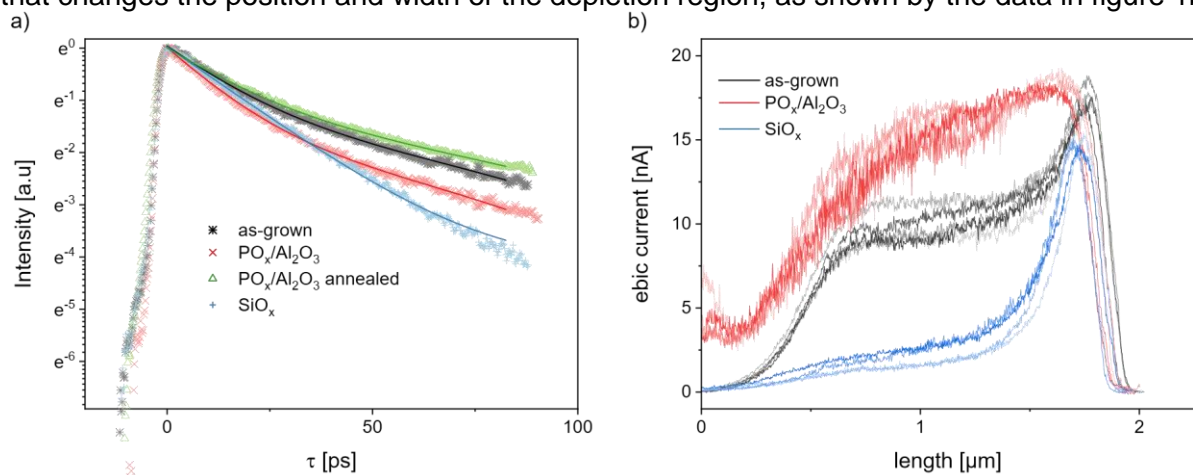 that changes the position and width of the depletion region, as shown by the data in figure
a)
b)
e⁰
e⁻¹
e⁻²
e⁻³
e⁻⁴
e⁻⁵
e⁻⁶
Intensity [a.u]
as-grown
POₓ/Al₂O₃
POₓ/Al₂O₃ annealed
SiOₓ
0
50
100
τ [ps]
20
15
10
5
0
ebic current [nA]
as-grown
POₓ/Al₂O₃
SiOₓ
0
1
2
length [µm]